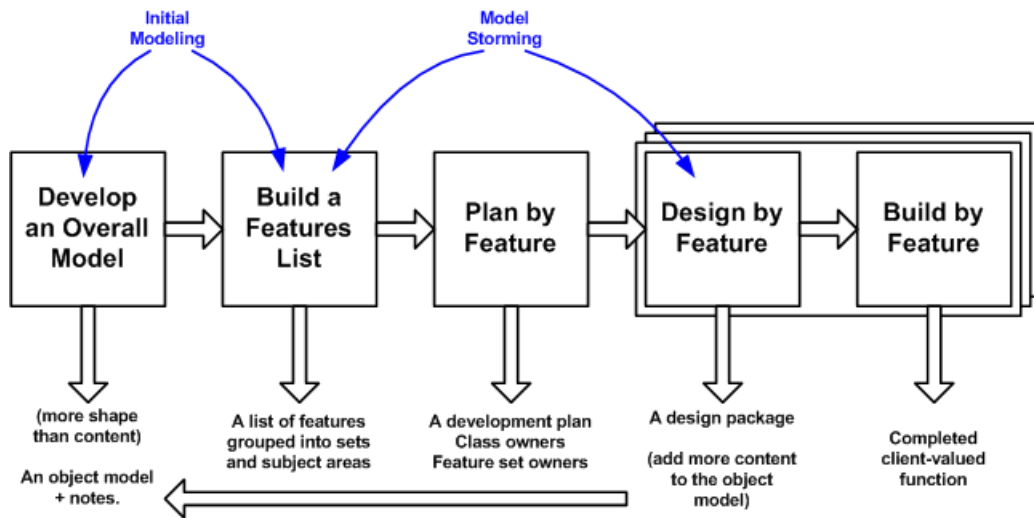 Initial
Modeling
Model
Storming
Develop
an Overall
Model
Build a
Features
List
Plan by
Feature
Design by
Feature
Build by
Feature
(more shape
than content)
An object model
+ notes.
A list of features
grouped into sets
and subject areas
A development plan
Class owners
Feature set owners
A design package
(add more content
to the object
model)
Completed
client-valued
function